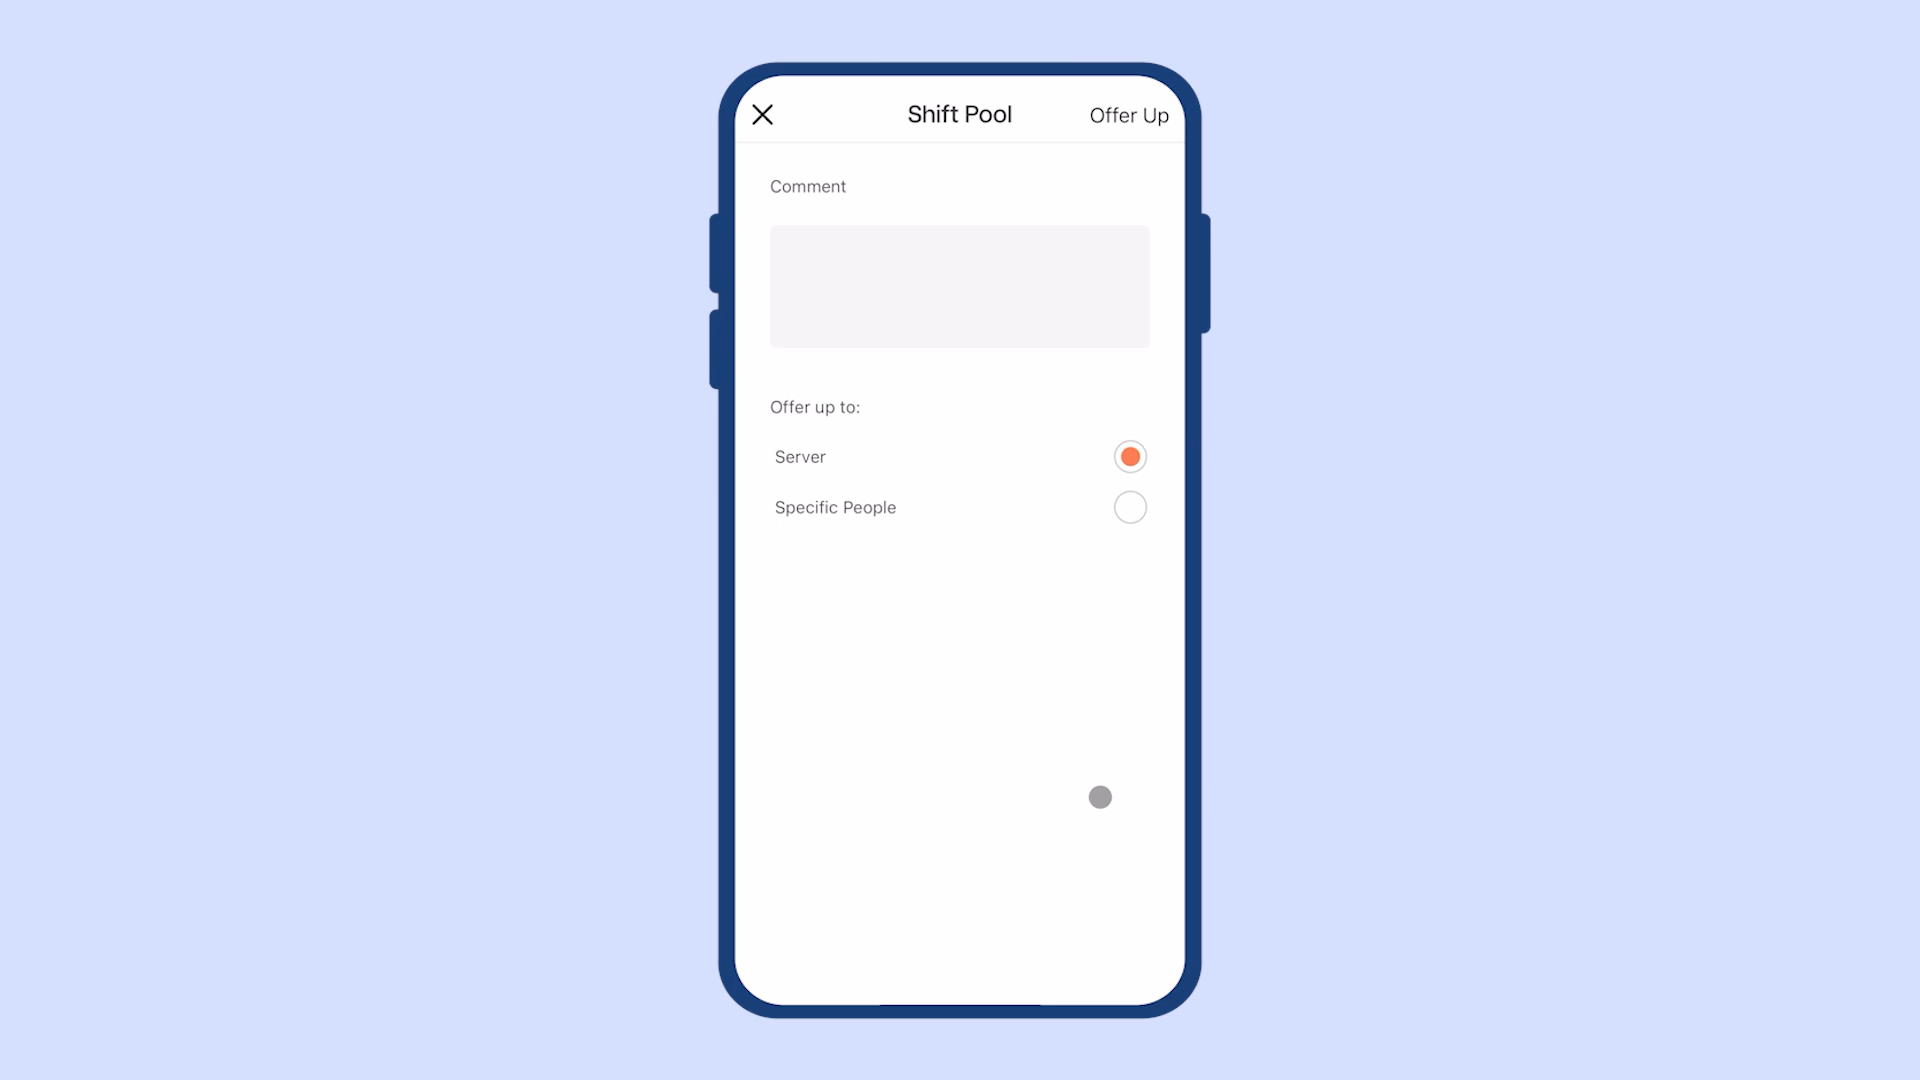 Shift Pool
Offer Up
Comment
Offer up to:
Server
Specific People